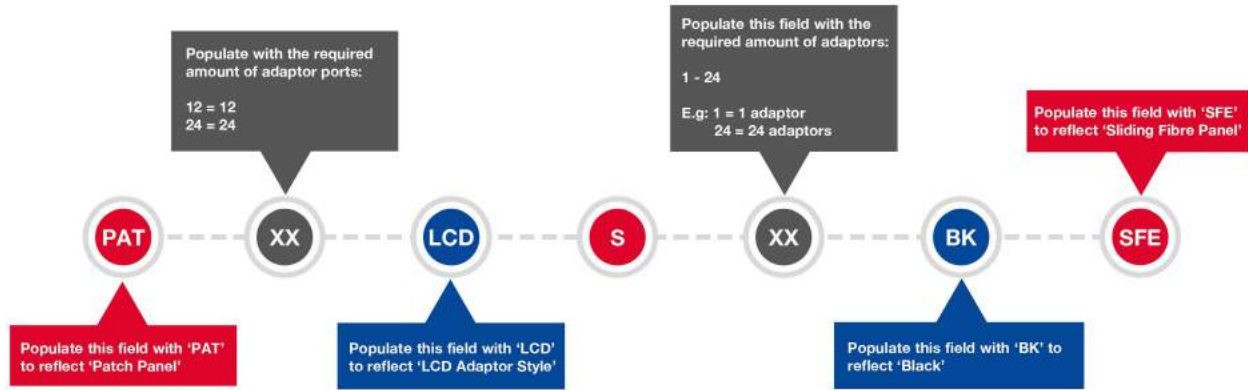 Populate with the required
amount of adaptor ports:
12 = 12
24 = 24
Populate this field with the
required amount of adaptors:
1 - 24
E.g: 1 = 1 adaptor
24 = 24 adaptors
Populate this field with ‘SFE’
to reflect ‘Sliding Fibre Panel’
PAT
XX
LCD
S
XX
BK
SFE
Populate this field with ‘PAT’
to reflect ‘Patch Panel’
Populate this field with ‘LCD’
to reflect ‘LCD Adaptor Style’
Populate this field with ‘BK’ to
reflect ‘Black’